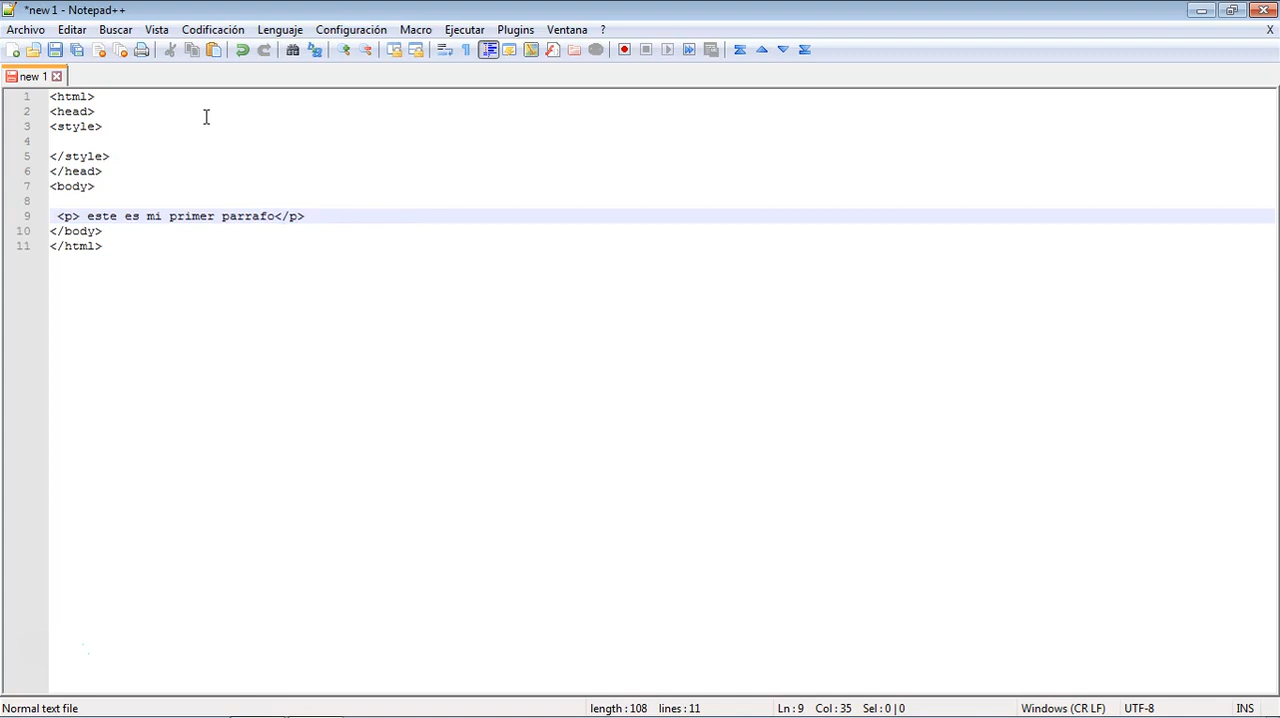 *new 1 - Notepad++
Archivo Editar Buscar Vista Codificación Lenguaje Configuración Macro Ejecutar Plugins Ventana ? X
new 1
1 <html>
2 <head>
3 <style>
4
5 </style>
6 </head>
7 <body>
8
9 <p> este es mi primer parrafo</p>
10 </body>
11 </html>
Normal text file length : 108 lines : 11 Ln : 9 Col : 35 Sel : 0 | 0 Windows (CR LF) UTF-8 INS